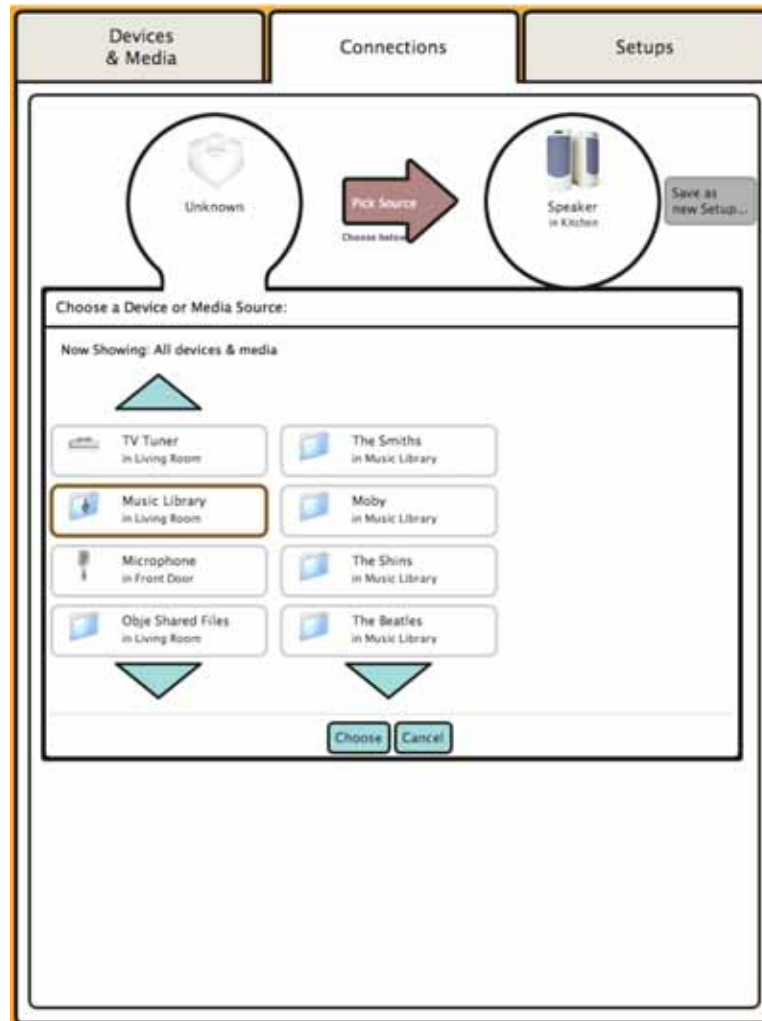 Devices
& Media
Connections
Setups
Unknown
Pick Source
Choose below
Speaker
in Kitchen
Save as
new Setup...
Choose a Device or Media Source:
Now Showing: All devices & media
TV Tuner
in Living Room
The Smiths
in Music Library
Music Library
in Living Room
Moby
in Music Library
Microphone
in Front Door
The Shins
in Music Library
Obje Shared Files
in Living Room
The Beatles
in Music Library
Choose
Cancel